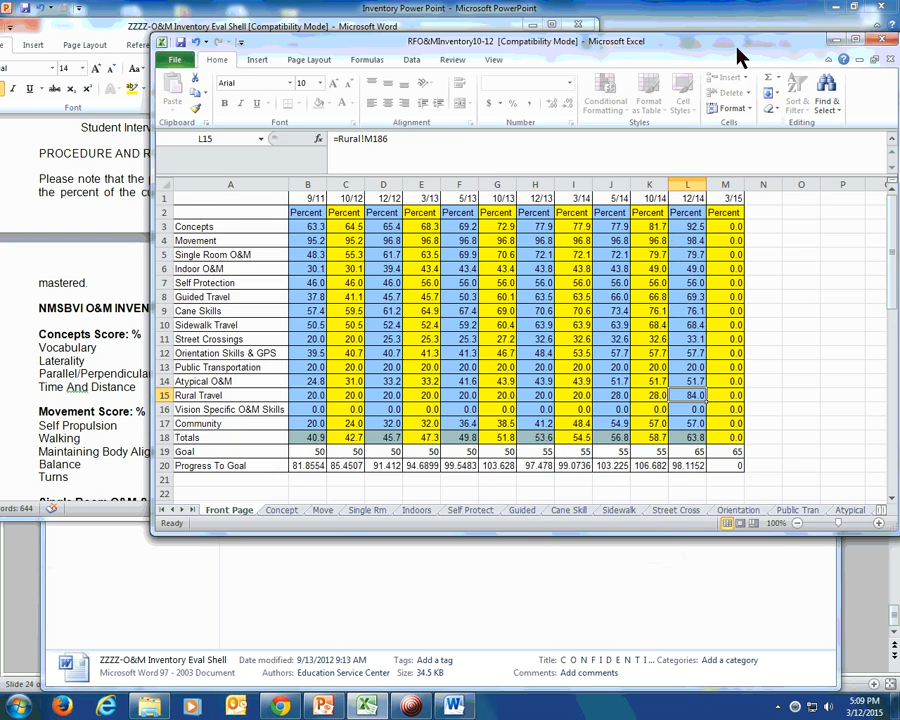 Inventory Power Point - Microsoft PowerPoint
ZZZZ-O&M Inventory Eval Shell [Compatibility Mode] - Microsoft Word
RFO&MInventory10-12 [Compatibility Mode] - Microsoft Excel
Insert Page Layout
14
Font
Student Interv
PROCEDURE AND R
Please note that the
the percent of the cu
mastered.
NMSBVI O&M INVEN
Concepts Score: %
Vocabulary
Laterality
Parallel/Perpendicula
Time And Distance
Movement Score: %
Self Propulsion
Walking
Maintaining Body Align
Balance
Turns
ords: 644
File Home Insert Page Layout Formulas Data Review View
Paste
Clipboard
Arial 10
Font
Alignment
Number
Conditional Formatting
Format as Table
Cell Styles
Styles
Insert
Delete
Format
Cells
Sort & Filter
Find & Select
Editing
L15 fx =Rural!M186
A B C D E F G H I J K L M N O P
1 9/11 10/12 12/12 3/13 5/13 10/13 12/13 3/14 5/14 10/14 12/14 3/15
2 Percent Percent Percent Percent Percent Percent Percent Percent Percent Percent Percent Percent
3 Concepts 63.3 64.5 65.4 68.3 69.2 72.9 77.9 77.9 77.9 81.7 92.5 0.0
4 Movement 95.2 95.2 96.8 96.8 96.8 96.8 96.8 96.8 96.8 96.8 98.4 0.0
5 Single Room O&M 48.3 55.3 61.7 63.5 69.9 70.6 72.1 72.1 72.1 79.7 79.7 0.0
6 Indoor O&M 30.1 30.1 39.4 43.4 43.4 43.4 43.8 43.8 43.8 49.0 49.0 0.0
7 Self Protection 46.0 46.0 46.0 56.0 56.0 56.0 56.0 56.0 56.0 56.0 56.0 0.0
8 Guided Travel 37.8 41.1 45.7 45.7 50.3 60.1 63.5 63.5 66.0 66.8 69.3 0.0
9 Cane Skills 57.4 59.5 61.2 64.9 67.4 69.0 70.6 70.6 73.4 76.1 76.1 0.0
10 Sidewalk Travel 50.5 50.5 52.4 52.4 59.2 60.4 63.9 63.9 63.9 68.4 68.4 0.0
11 Street Crossings 20.0 20.0 25.3 25.3 25.3 27.2 32.6 32.6 32.6 32.6 33.1 0.0
12 Orientation Skills & GPS 39.5 40.7 40.7 41.3 41.3 46.7 48.4 53.5 57.7 57.7 57.7 0.0
13 Public Transportation 20.0 20.0 20.0 20.0 20.0 20.0 20.0 20.0 20.0 20.0 20.0 0.0
14 Atypical O&M 24.8 31.0 33.2 33.2 41.6 43.9 43.9 43.9 51.7 51.7 51.7 0.0
15 Rural Travel 20.0 20.0 20.0 20.0 20.0 20.0 20.0 20.0 28.0 28.0 84.0 0.0
16 Vision Specific O&M Skills 0.0 0.0 0.0 0.0 0.0 0.0 0.0 0.0 0.0 0.0 0.0 0.0
17 Community 20.0 24.0 32.0 32.0 36.4 38.5 41.2 48.4 54.9 57.0 57.0 0.0
18 Totals 40.9 42.7 45.7 47.3 49.8 51.8 53.6 54.5 56.8 58.7 63.8 0.0
19 Goal 50 50 50 50 50 50 55 55 55 55 65 65
20 Progress To Goal 81.8554 85.4507 91.412 94.6899 99.5483 103.628 97.478 99.0736 103.225 106.682 98.1152 0
21
22
Front Page Concept Move Single Rm Indoors Self Protect Guided Cane Skill Sidewalk Street Cross Orientation Public Tran Atypical
Ready 100%
ZZZZ-O&M Inventory Eval Shell Date modified: 9/13/2012 9:13 AM Tags: Add a tag Title: C O N F I D E N T I ... Categories: Add a category
Microsoft Word 97 - 2003 Document Authors: Education Service Center Size: 34.5 KB Comments: Add comments
Slide 24 o
5:09 PM
3/12/2015